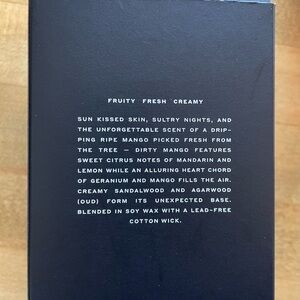 FRUITY FRESH CREAMY
SUN KISSED SKIN, SULTRY NIGHTS, AND
THE UNFORGETTABLE SCENT OF A DRIP-
PING RIPE MANGO PICKED FRESH FROM
THE TREE — DIRTY MANGO FEATURES
SWEET CITRUS NOTES OF MANDARIN AND
LEMON WHILE AN ALLURING HEART CHORD
OF GERANIUM AND MANGO FILLS THE AIR.
CREAMY SANDALWOOD AND AGARWOOD
(OUD) FORM ITS UNEXPECTED BASE.
BLENDED IN SOY WAX WITH A LEAD-FREE
COTTON WICK.